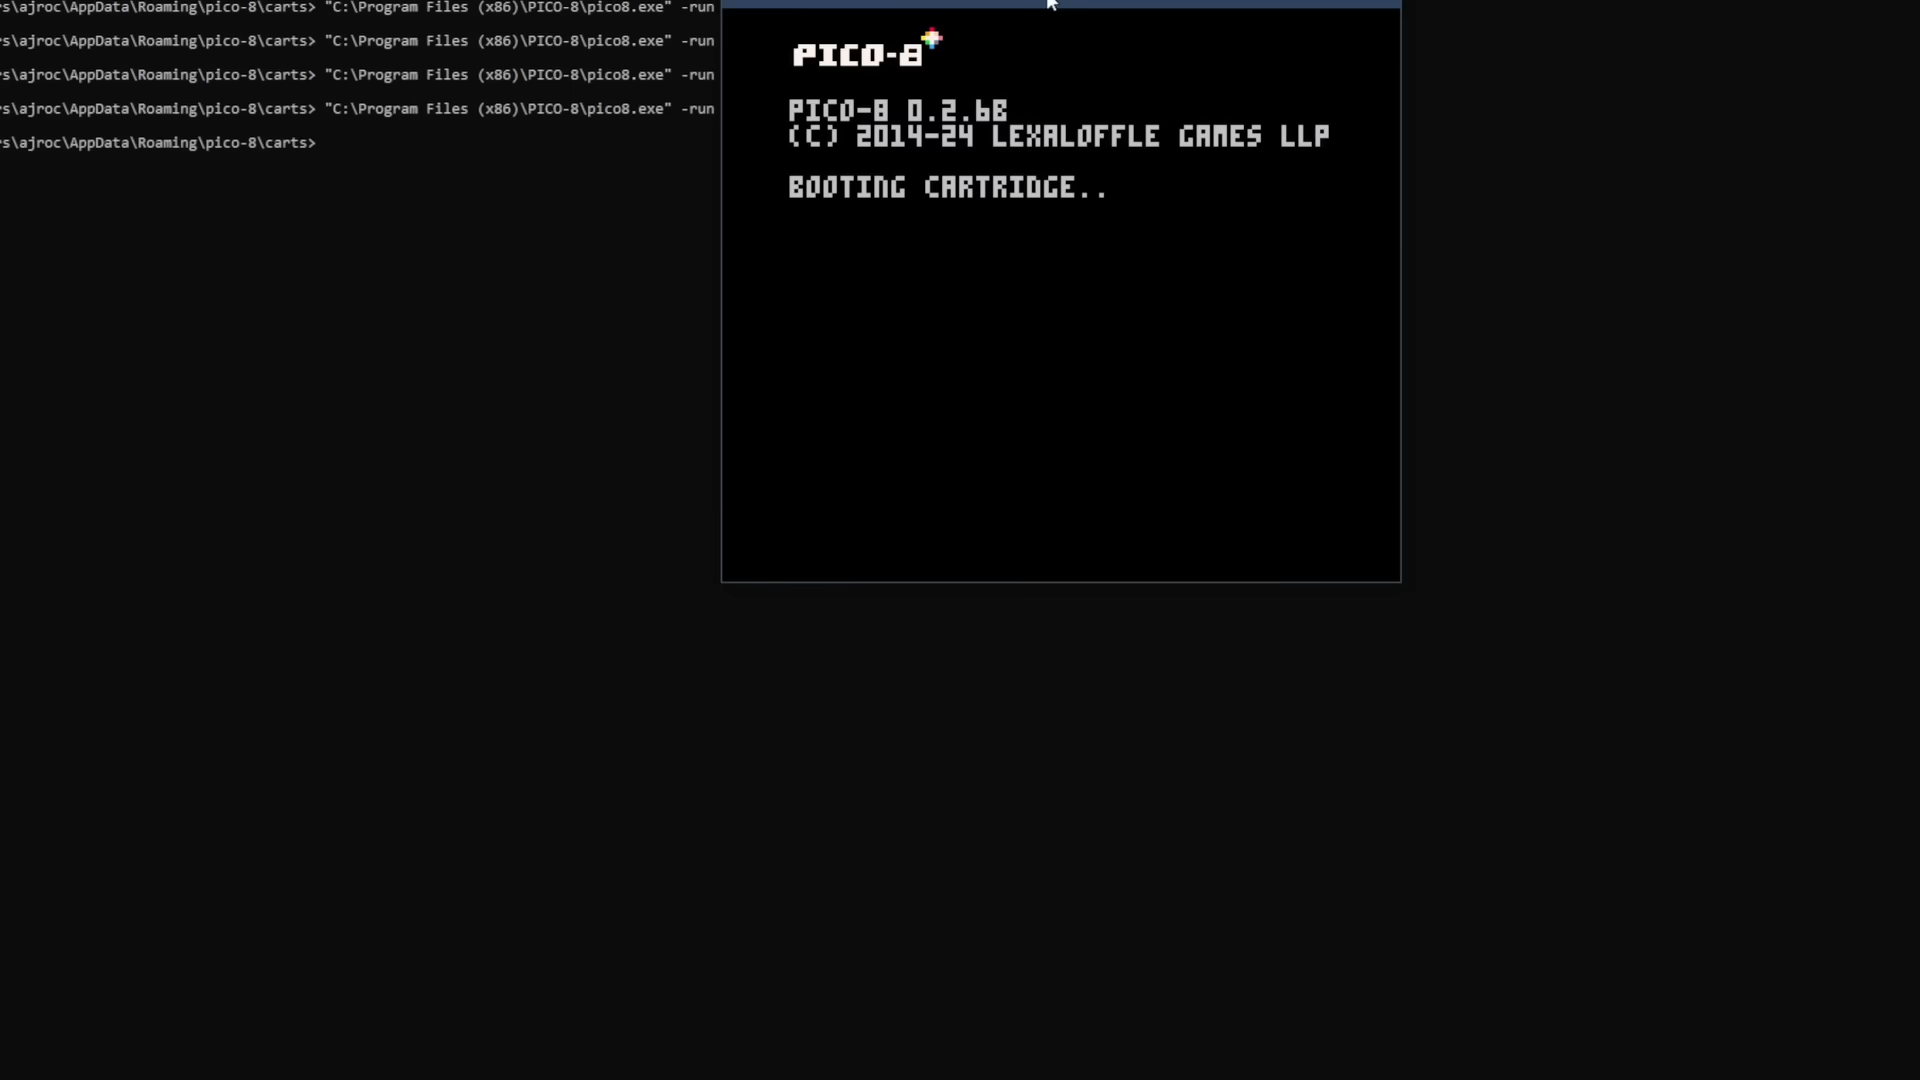 s\ajroc\AppData\Roaming\pico-8\carts> "C:\Program Files (x86)\PICO-8\pico8.exe" -run
s\ajroc\AppData\Roaming\pico-8\carts> "C:\Program Files (x86)\PICO-8\pico8.exe" -run
s\ajroc\AppData\Roaming\pico-8\carts> "C:\Program Files (x86)\PICO-8\pico8.exe" -run
s\ajroc\AppData\Roaming\pico-8\carts> "C:\Program Files (x86)\PICO-8\pico8.exe" -run
s\ajroc\AppData\Roaming\pico-8\carts>
PICO-8
PICO-8 0.2.6B
(C) 2014-24 LEXALOFFLE GAMES LLP
BOOTING CARTRIDGE..